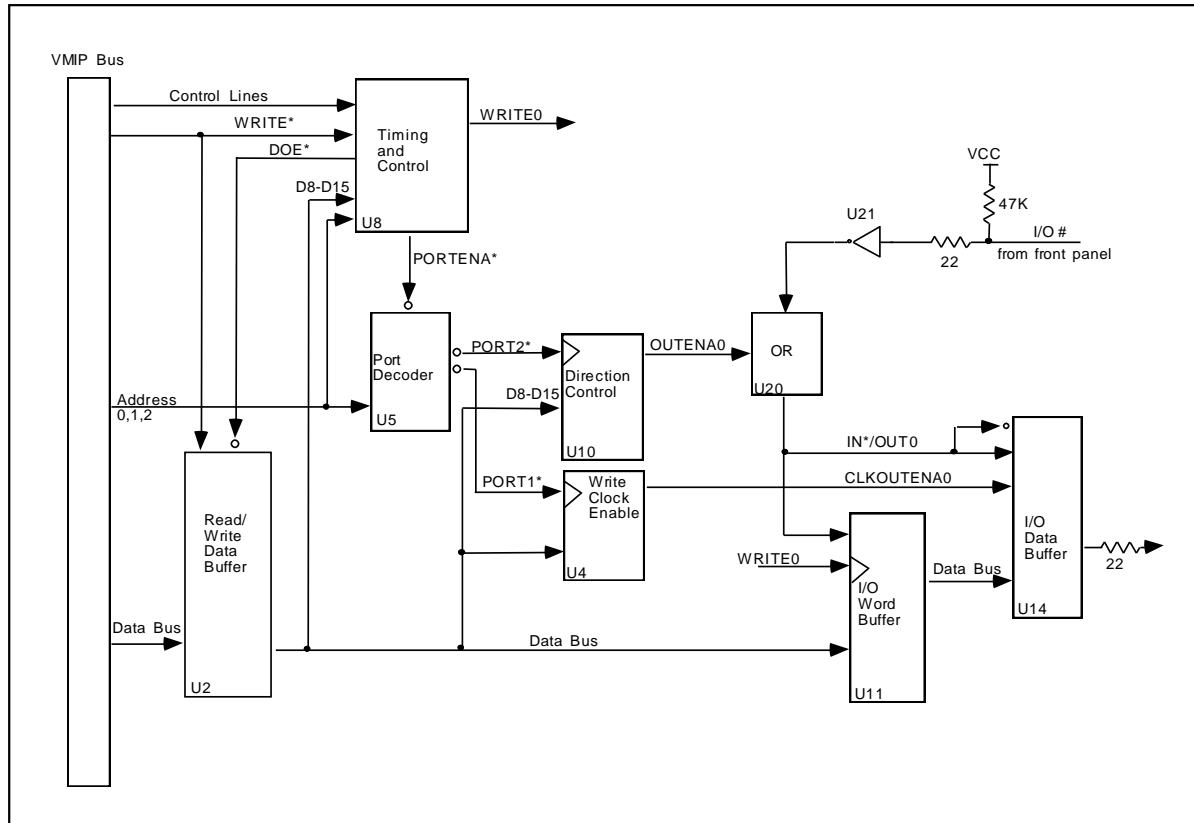 VMIP Bus
Control Lines
WRITE*
DOE*
D8-D15
Timing
and
Control
U8
WRITE0
PORTENA*
VCC
47K
U21
I/O #
22
from front panel
Port
Decoder
U5
PORT2*
PORT1*
Address
0,1,2
D8-D15
Direction
Control
U10
OUTENA0
OR
U20
IN*/OUT0
CLKOUTENA0
Write
Clock
Enable
U4
Read/
Write
Data
Buffer
U2
WRITE0
I/O
Word
Buffer
U11
Data Bus
I/O
Data
Buffer
U14
22
Data Bus
Data Bus